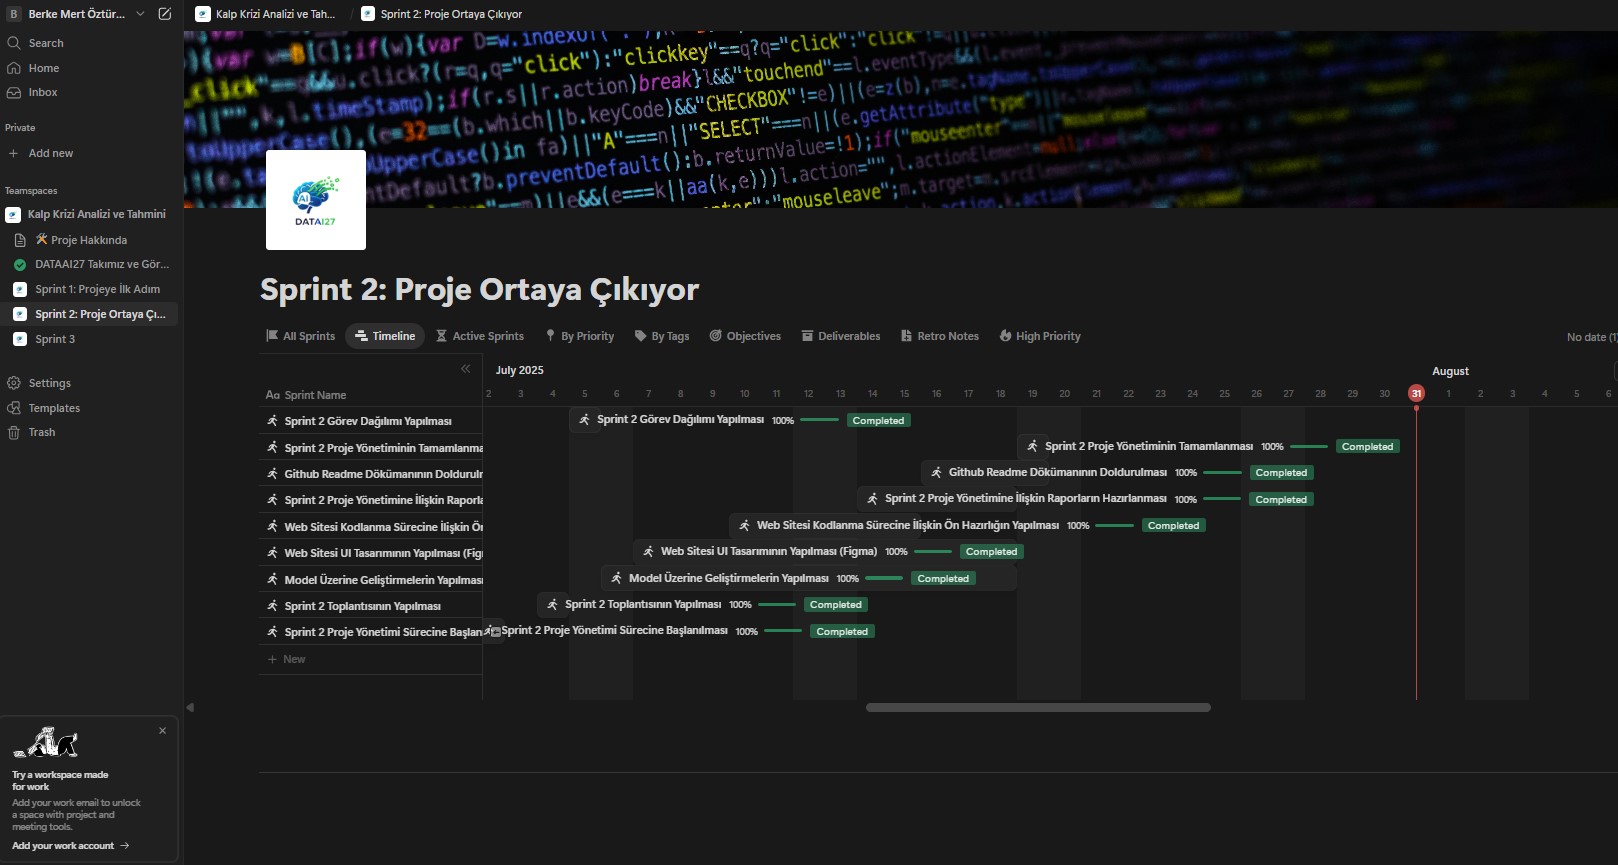 B Berke Mert Öztür...
Search
Home
Inbox
Private
Add new
Teamspaces
Kalp Krizi Analizi ve Tahmini
Proje Hakkında
DATAAI27 Takımız ve Gör...
Sprint 1: Projeye İlk Adım
Sprint 2: Proje Ortaya Çı...
Sprint 3
Settings
Templates
Trash
Try a workspace made
for work
Add your work email to unlock
a space with project and
meeting tools.
Add your work account →
Kalp Krizi Analizi ve Tah... / Sprint 2: Proje Ortaya Çıkıyor
AI
DATAI27
Sprint 2: Proje Ortaya Çıkıyor
All Sprints Timeline Active Sprints By Priority By Tags Objectives Deliverables Retro Notes High Priority No date (1)
July 2025 August
Aa Sprint Name 2 3 4 5 6 7 8 9 10 11 12 13 14 15 16 17 18 19 20 21 22 23 24 25 26 27 28 29 30 31 1 2 3 4 5 6
Sprint 2 Görev Dağılımı Yapılması Sprint 2 Görev Dağılımı Yapılması 100% Completed
Sprint 2 Proje Yönetiminin Tamamlanma Sprint 2 Proje Yönetiminin Tamamlanması 100% Completed
Github Readme Dökümanının Doldurulr Github Readme Dökümanının Doldurulması 100% Completed
Sprint 2 Proje Yönetimine İlişkin Raporla Sprint 2 Proje Yönetimine İlişkin Raporların Hazırlanması 100% Completed
Web Sitesi Kodlanma Sürecine İlişkin Ör Web Sitesi Kodlanma Sürecine İlişkin Ön Hazırlığın Yapılması 100% Completed
Web Sitesi UI Tasarımının Yapılması (Fig Web Sitesi UI Tasarımının Yapılması (Figma) 100% Completed
Model Üzerine Geliştirmelerin Yapılması Model Üzerine Geliştirmelerin Yapılması 100% Completed
Sprint 2 Toplantısının Yapılması Sprint 2 Toplantısının Yapılması 100% Completed
Sprint 2 Proje Yönetimi Sürecine Başlan Sprint 2 Proje Yönetimi Sürecine Başlanılması 100% Completed
New